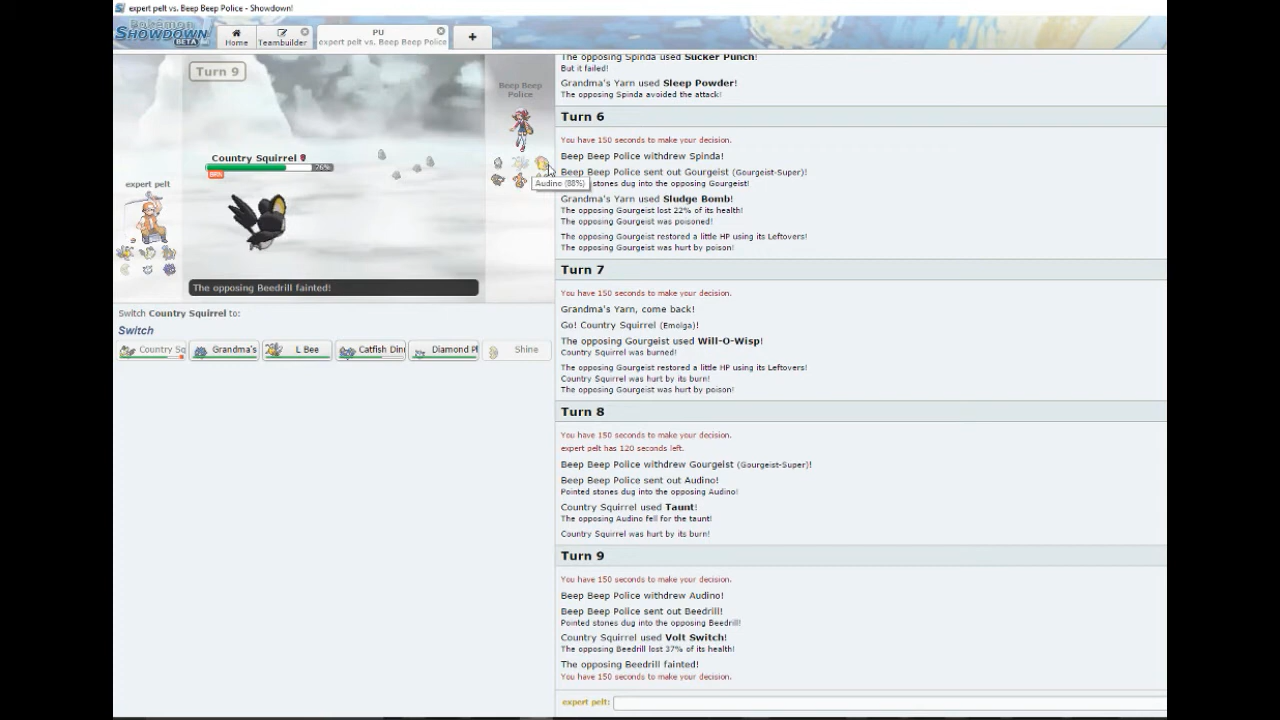 expert pelt vs. Beep Beep Police - Showdown!
Pokémon
SHOWDOWN
BETA
Home
Teambuilder
PU
expert pelt vs. Beep Beep Police
+
Turn 9
Beep Beep
Police
Country Squirrel
26%
BRN
expert pelt
Audino (88%)
The opposing Beedrill fainted!
Switch Country Squirrel to:
Switch
Country Sq
Grandma's
L Bee
Catfish Din
Diamond Pl
Shine
The opposing Spinda used Sucker Punch!
But it failed!
Grandma's Yarn used Sleep Powder!
The opposing Spinda avoided the attack!
Turn 6
You have 150 seconds to make your decision.
Beep Beep Police withdrew Spinda!
Beep Beep Police sent out Gourgeist (Gourgeist-Super)!
stones dug into the opposing Gourgeist!
Grandma's Yarn used Sludge Bomb!
The opposing Gourgeist lost 22% of its health!
The opposing Gourgeist was poisoned!
The opposing Gourgeist restored a little HP using its Leftovers!
The opposing Gourgeist was hurt by poison!
Turn 7
You have 150 seconds to make your decision.
Grandma's Yarn, come back!
Go! Country Squirrel (Emolga)!
The opposing Gourgeist used Will-O-Wisp!
Country Squirrel was burned!
The opposing Gourgeist restored a little HP using its Leftovers!
Country Squirrel was hurt by its burn!
The opposing Gourgeist was hurt by poison!
Turn 8
You have 150 seconds to make your decision.
expert pelt has 120 seconds left.
Beep Beep Police withdrew Gourgeist (Gourgeist-Super)!
Beep Beep Police sent out Audino!
Pointed stones dug into the opposing Audino!
Country Squirrel used Taunt!
The opposing Audino fell for the taunt!
Country Squirrel was hurt by its burn!
Turn 9
You have 150 seconds to make your decision.
Beep Beep Police withdrew Audino!
Beep Beep Police sent out Beedrill!
Pointed stones dug into the opposing Beedrill!
Country Squirrel used Volt Switch!
The opposing Beedrill lost 37% of its health!
The opposing Beedrill fainted!
You have 150 seconds to make your decision.
expert pelt: